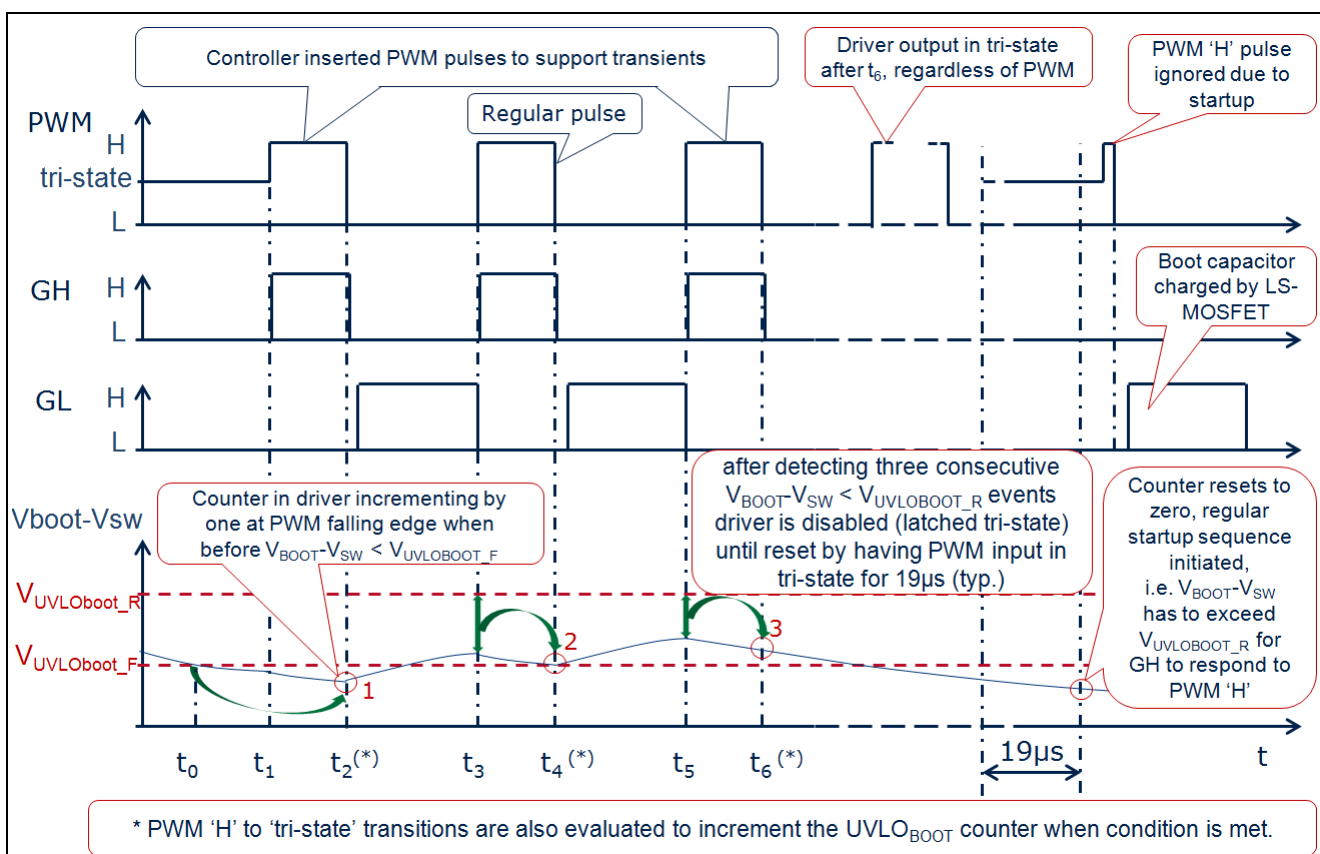 Controller inserted PWM pulses to support transients
Driver output in tri-state
after t6, regardless of PWM
PWM ‘H’ pulse
ignored due to
startup
Regular pulse
PWM
H
tri-state
L
GH
H
L
Boot capacitor
charged by LS-
MOSFET
GL
H
L
Vboot-Vsw
Counter in driver incrementing by
one at PWM falling edge when
before VBOOT-VSW < VUVLOBOOT_F
after detecting three consecutive
VBOOT-VSW < VUVLOBOOT_R events
driver is disabled (latched tri-state)
until reset by having PWM input in
tri-state for 19µs (typ.)
Counter resets to
zero, regular
startup sequence
initiated,
i.e. VBOOT-VSW
has to exceed
VUVLOBOOT_R for
GH to respond to
PWM ‘H’
VUVLOboot_R
VUVLOboot_F
1
2
3
t0
t1
t2(*)
t3
t4(*)
t5
t6(*)
19µs
t
* PWM ‘H’ to ‘tri-state’ transitions are also evaluated to increment the UVLOBOOT counter when condition is met.